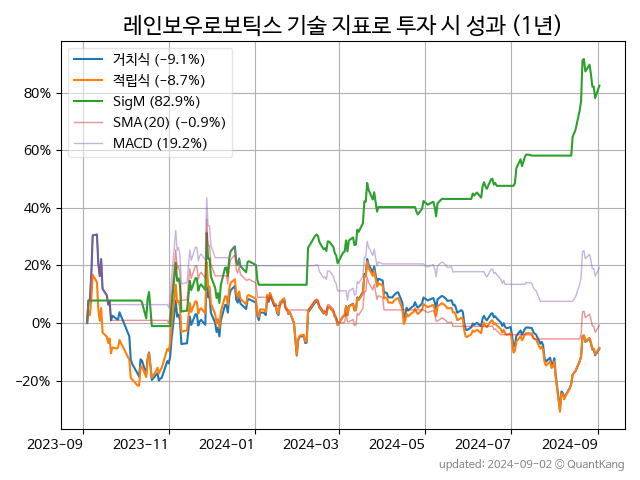 레인보우로보틱스 기술 지표로 투자 시 성과 (1년)
거치식 (−9.1%)
적립식 (−8.7%)
SigM (82.9%)
SMA(20) (−0.9%)
MACD (19.2%)
80%
60%
40%
20%
0%
−20%
2023-09 2023-11 2024-01 2024-03 2024-05 2024-07 2024-09
updated: 2024-09-02 © QuantKang